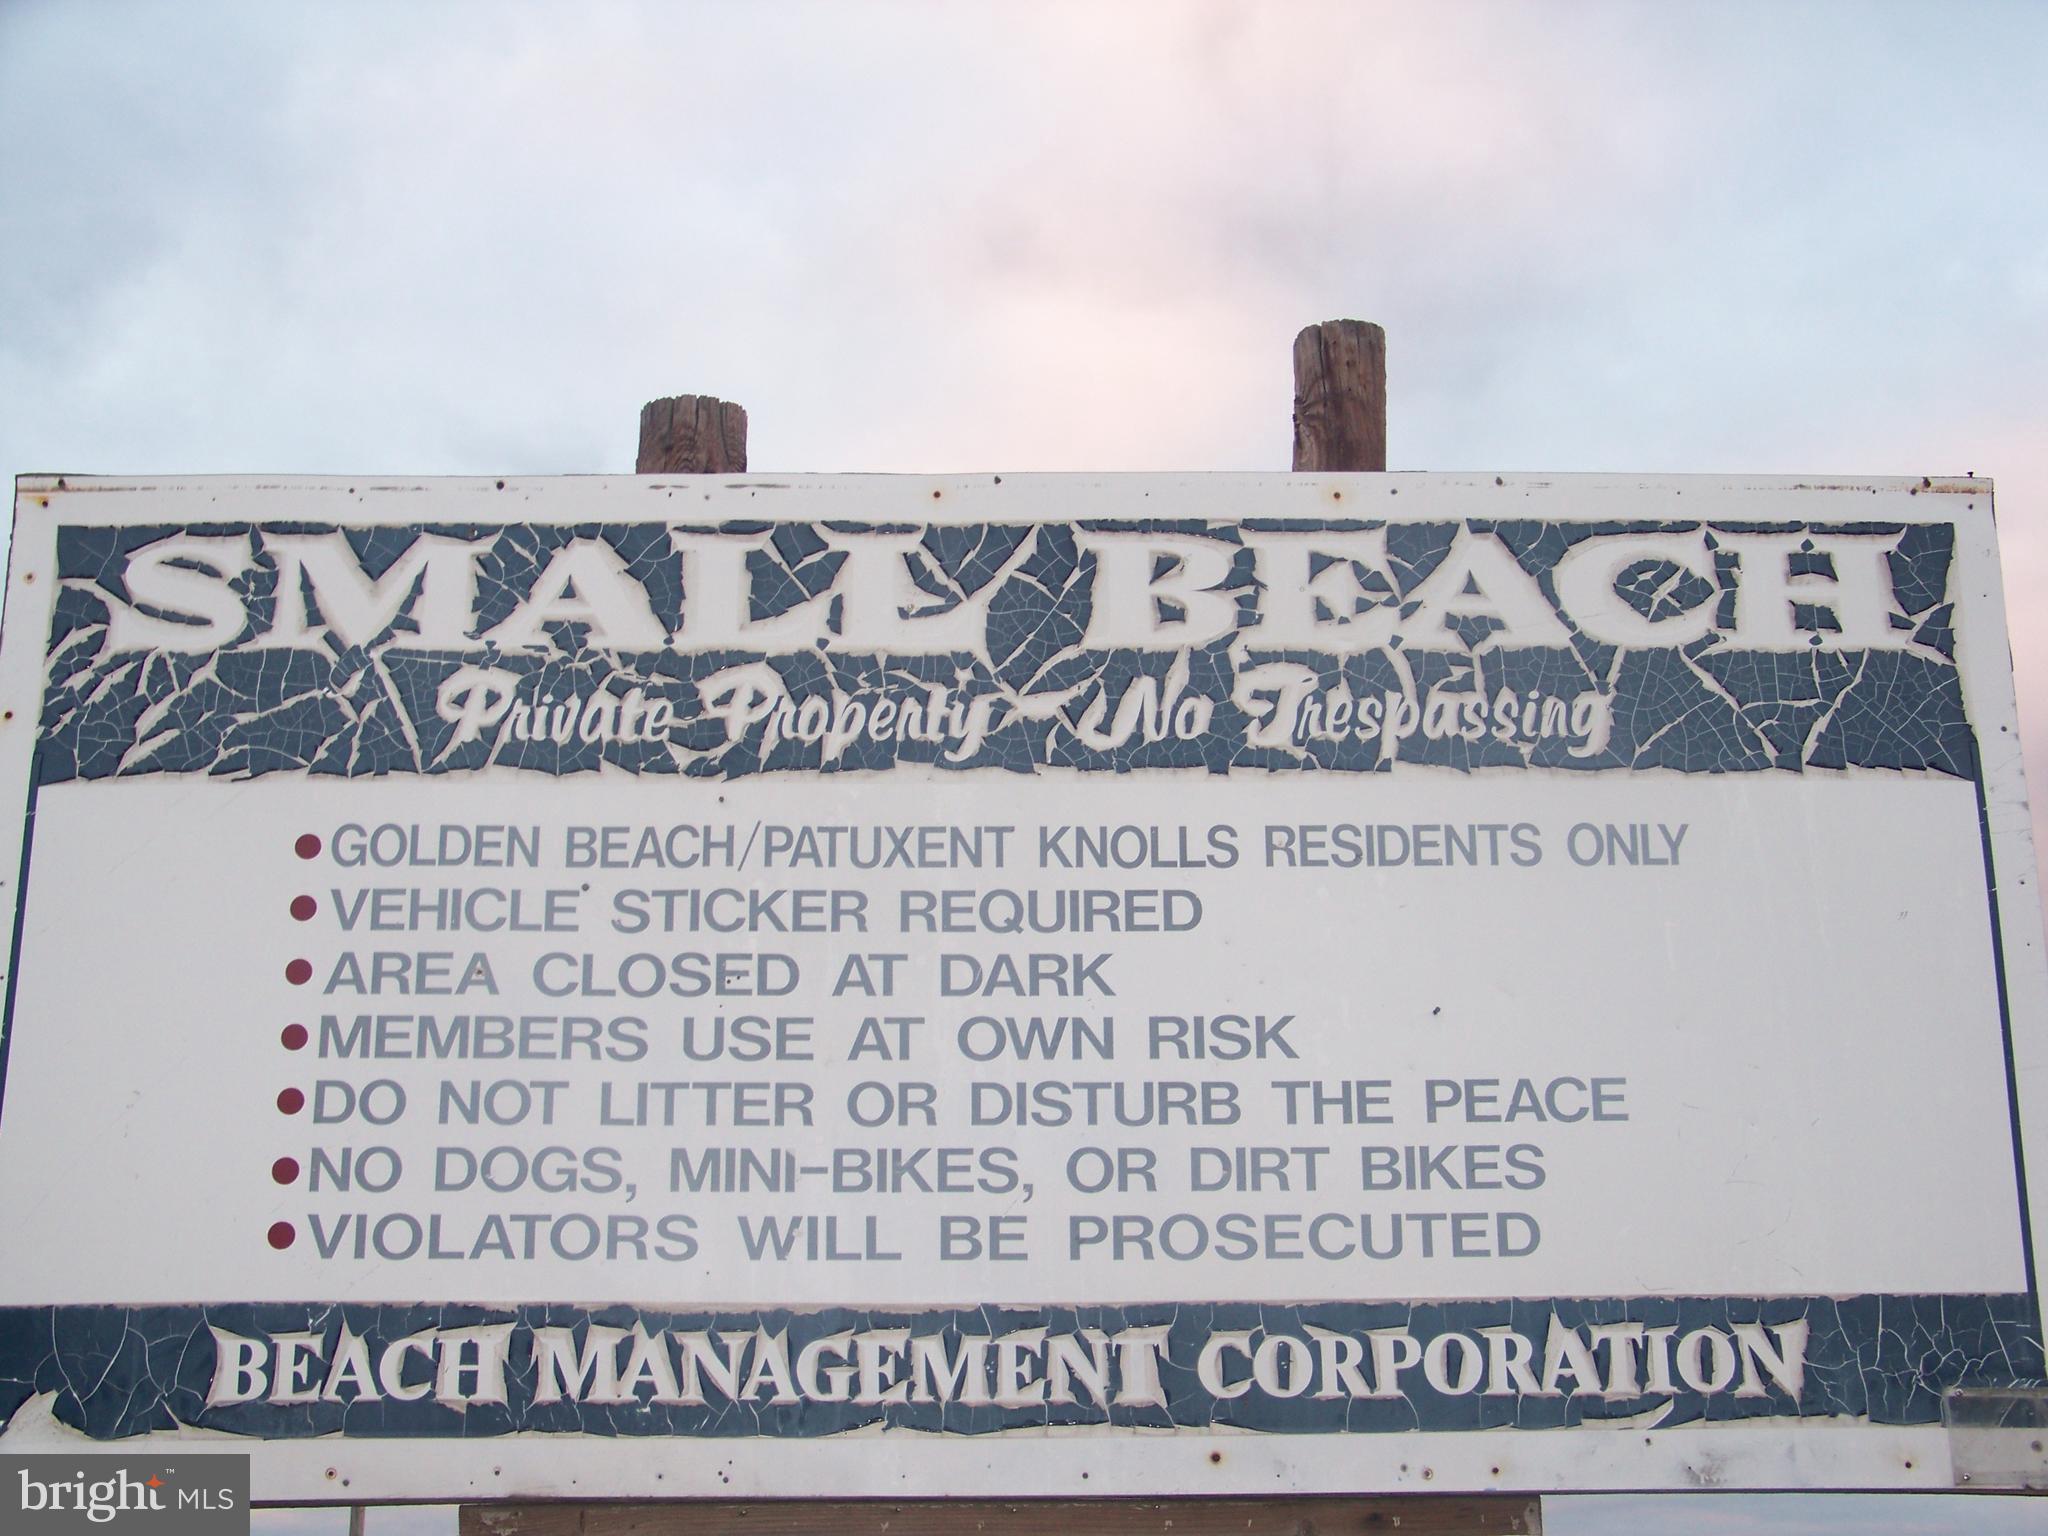 SMALL BEACH
Private Property - No Trespassing
• GOLDEN BEACH/PATUXENT KNOLLS RESIDENTS ONLY
• VEHICLE STICKER REQUIRED
• AREA CLOSED AT DARK
• MEMBERS USE AT OWN RISK
• DO NOT LITTER OR DISTURB THE PEACE
• NO DOGS, MINI-BIKES, OR DIRT BIKES
• VIOLATORS WILL BE PROSECUTED
BEACH MANAGEMENT CORPORATION
bright™ MLS